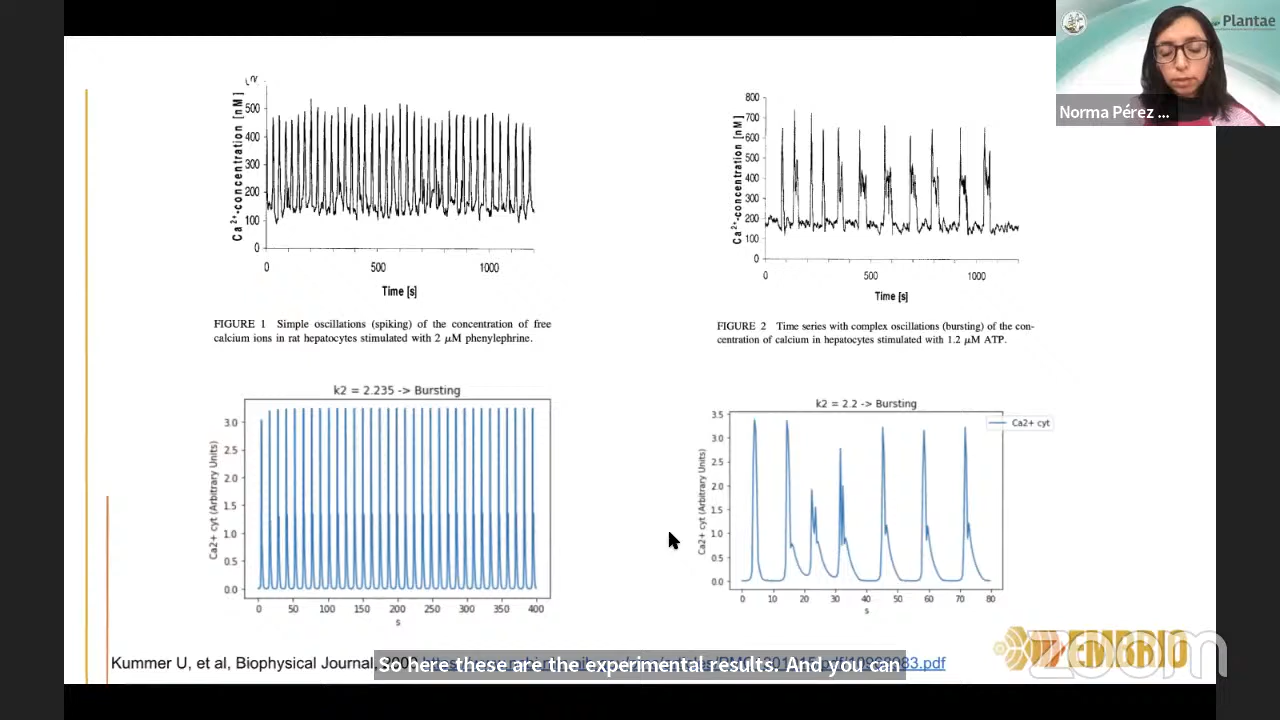 Plantae
Norma Pérez ...
Ca²⁺-concentration [nM]
500
400
300
200
100
0
0 500 1000
Time [s]
FIGURE 1 Simple oscillations (spiking) of the concentration of free
calcium ions in rat hepatocytes stimulated with 2 μM phenylephrine.
Ca²⁺-concentration [nM]
800
700
600
500
400
300
200
100
0
0 500 1000
Time [s]
FIGURE 2 Time series with complex oscillations (bursting) of the con-
centration of calcium in hepatocytes stimulated with 1.2 μM ATP.
k2 = 2.235 -> Bursting
Ca2+ cyt (Arbitrary Units)
3.0
2.5
2.0
1.5
1.0
0.5
0.0
0 50 100 150 200 250 300 350 400
s
k2 = 2.2 -> Bursting
Ca2+ cyt
Ca2+ cyt (Arbitrary Units)
3.5
3.0
2.5
2.0
1.5
1.0
0.5
0.0
0 10 20 30 40 50 60 70 80
s
Kummer U, et al, Biophysical Journal,
So here these are the experimental results. And you can
EMBRIO
zoom